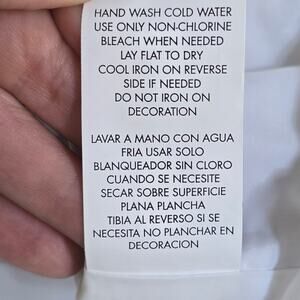 HAND WASH COLD WATER
USE ONLY NON-CHLORINE
BLEACH WHEN NEEDED
LAY FLAT TO DRY
COOL IRON ON REVERSE
SIDE IF NEEDED
DO NOT IRON ON
DECORATION
LAVAR A MANO CON AGUA
FRIA USAR SOLO
BLANQUEADOR SIN CLORO
CUANDO SE NECESITE
SECAR SOBRE SUPERFICIE
PLANA PLANCHA
TIBIA AL REVERSO SI SE
NECESITA NO PLANCHAR EN
DECORACION